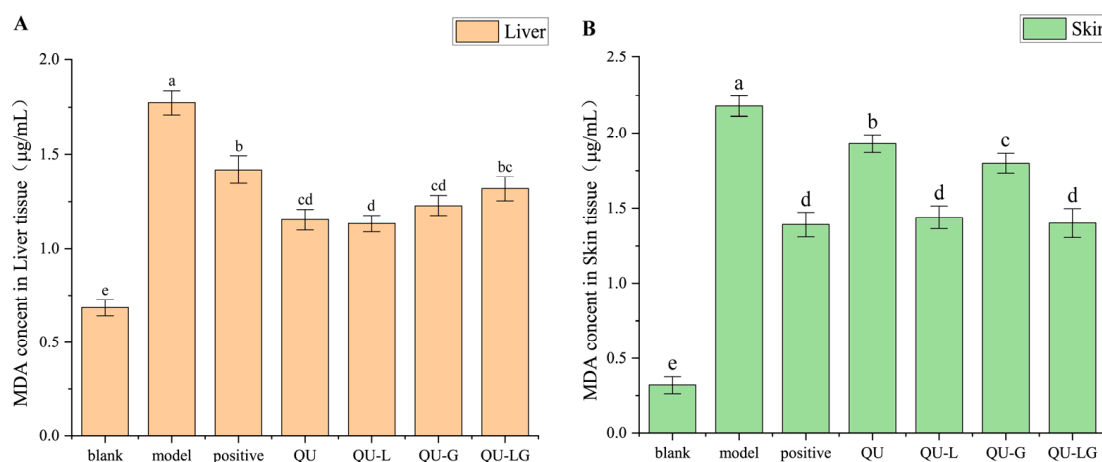 A
Liver
MDA concent in Liver tissue（μg/mL）
2.0
1.5
1.0
0.5
0.0
e
a
b
cd
d
cd
bc
blank model positive QU QU-L QU-G QU-LG
B
Skin
MDA concent in Skin tissue（μg/mL）
2.5
2.0
1.5
1.0
0.5
0.0
e
a
d
b
d
c
d
blank model positive QU QU-L QU-G QU-LG